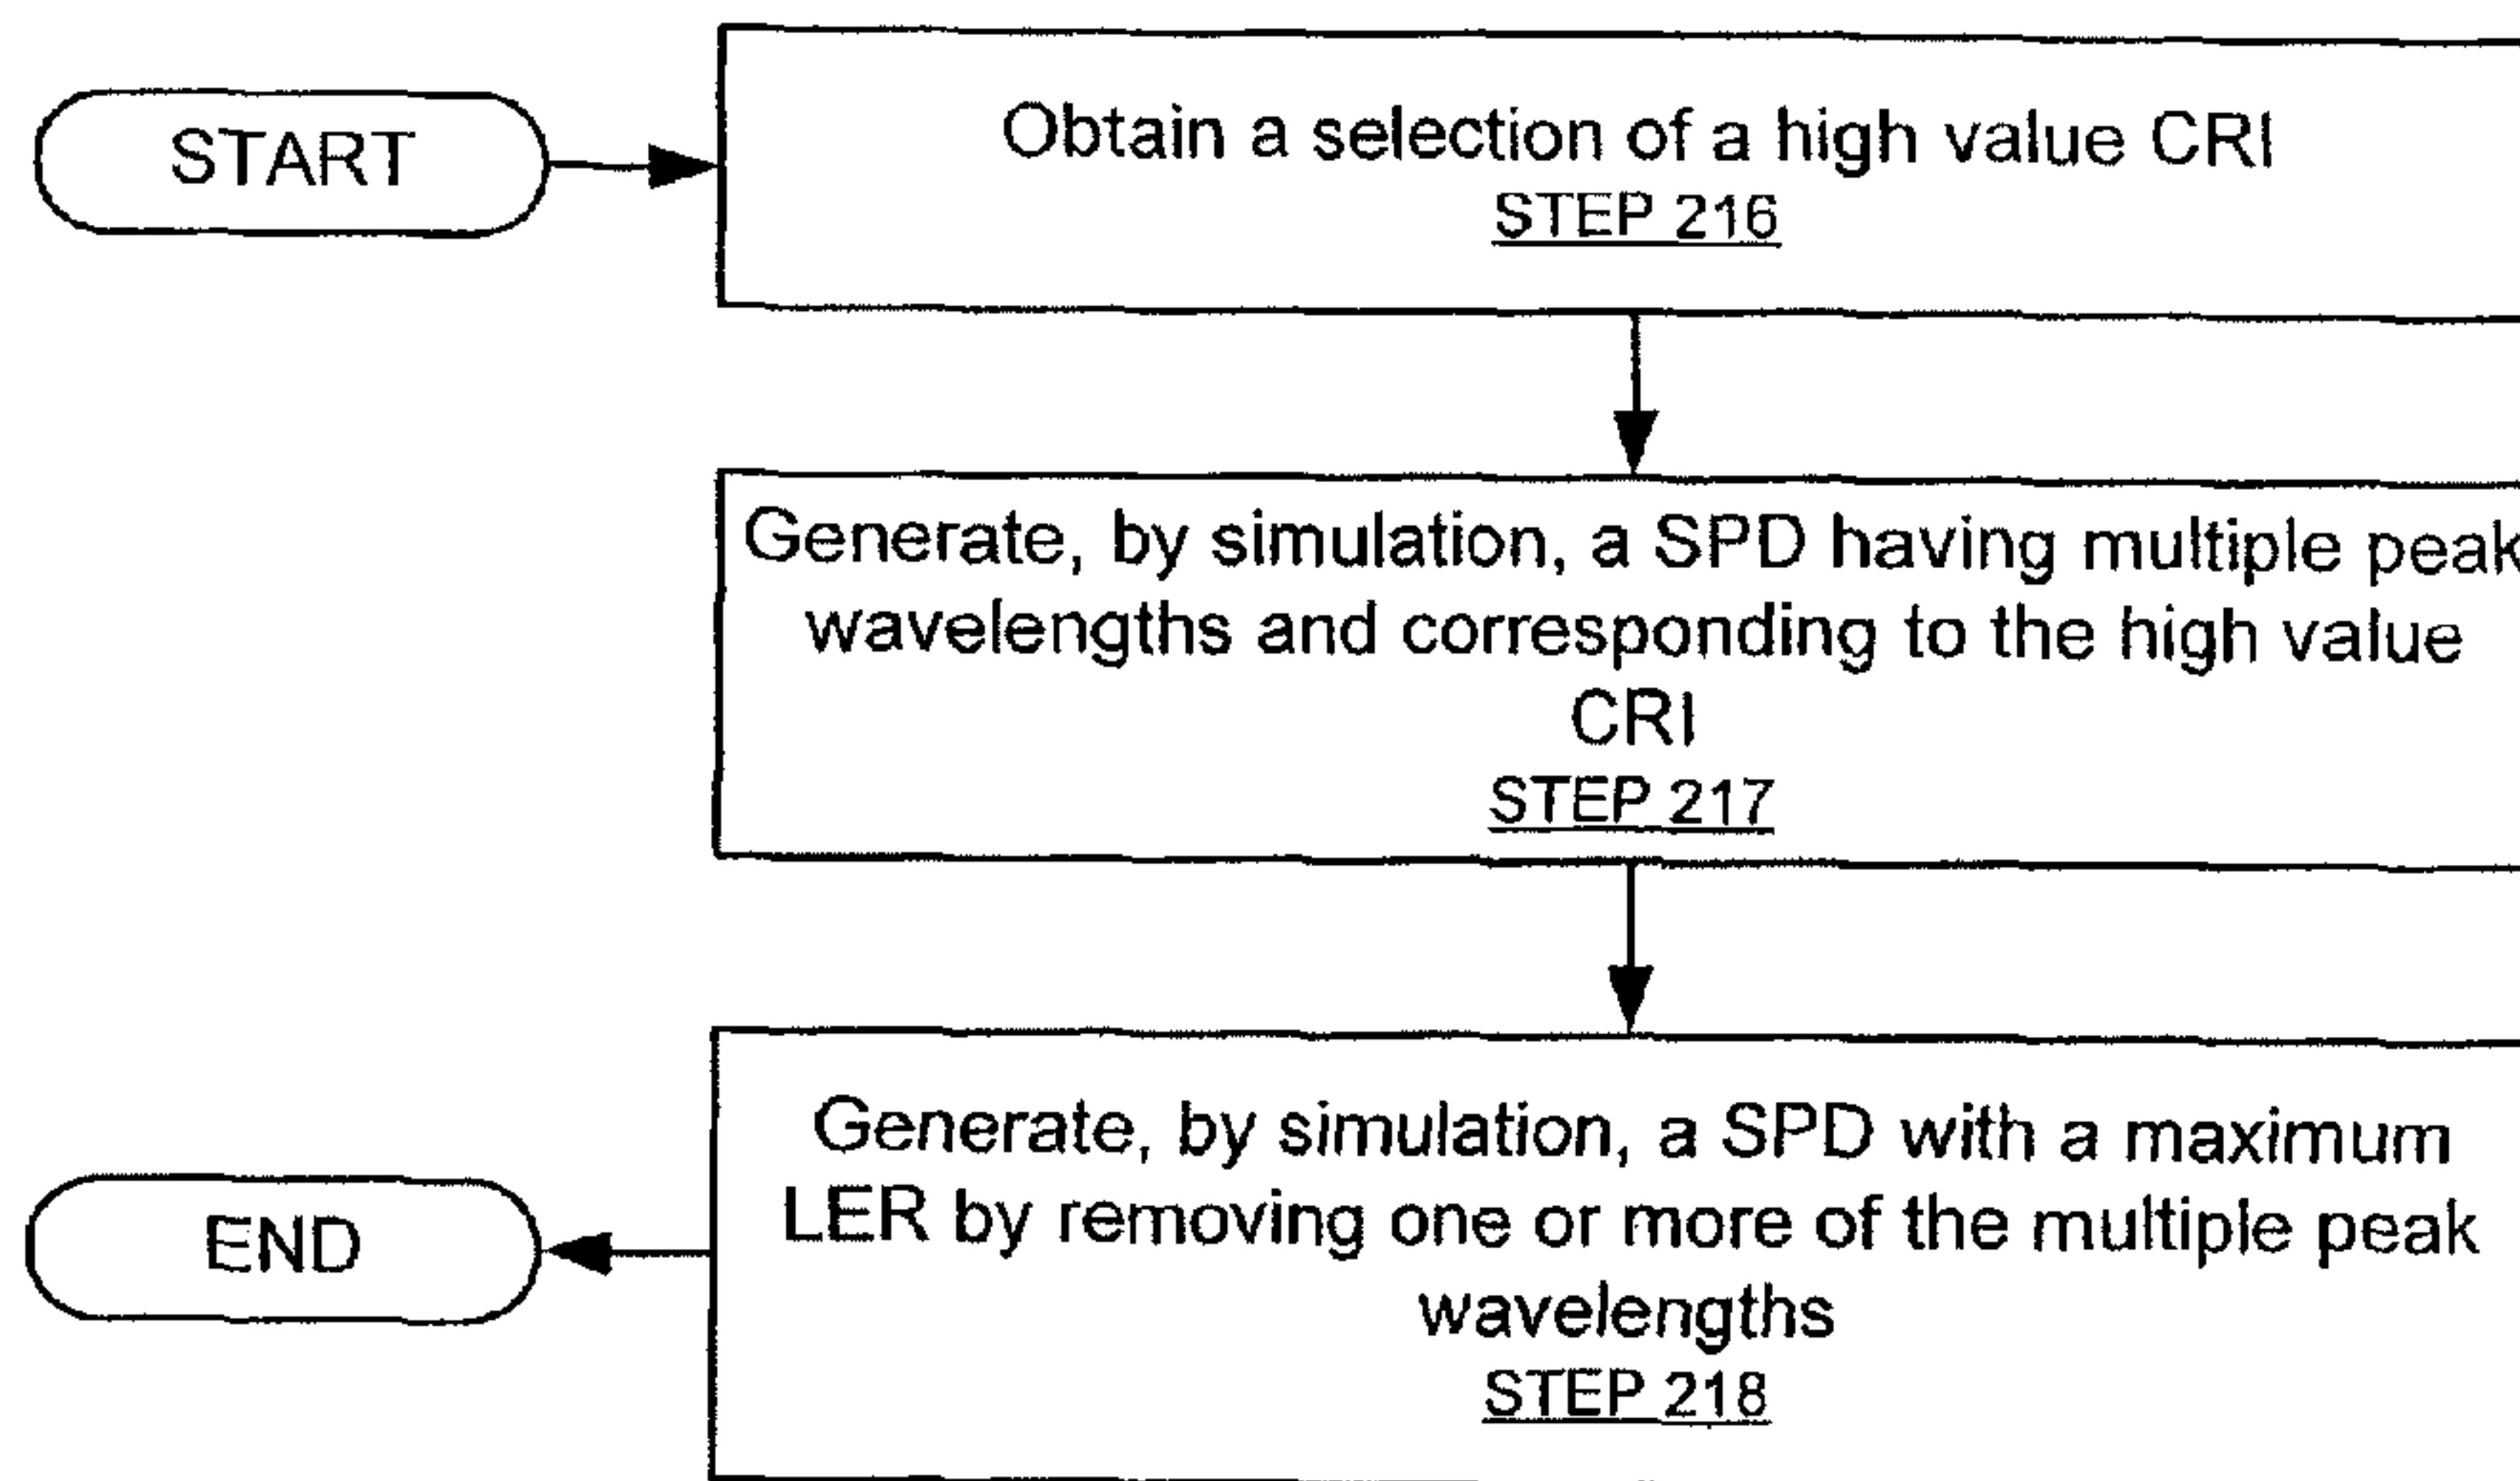 START
Obtain a selection of a high value CRI
STEP 216
Generate, by simulation, a SPD having multiple peak
wavelengths and corresponding to the high value
CRI
STEP 217
Generate, by simulation, a SPD with a maximum
LER by removing one or more of the multiple peak
wavelengths
STEP 218
END